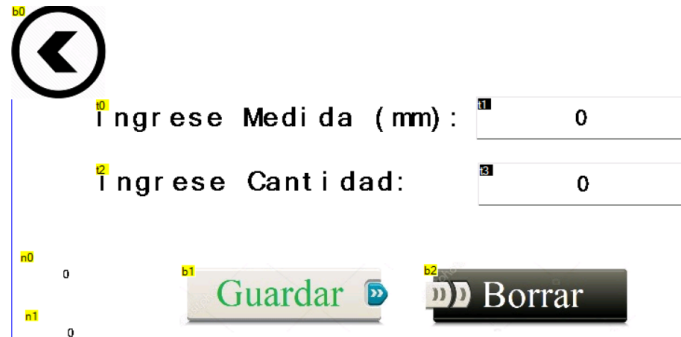 b0
t0 Ingrese Medida (mm): t1 0
t2 Ingrese Cantidad: t3 0
n0
0
b1 Guardar b2 Borrar
n1
0